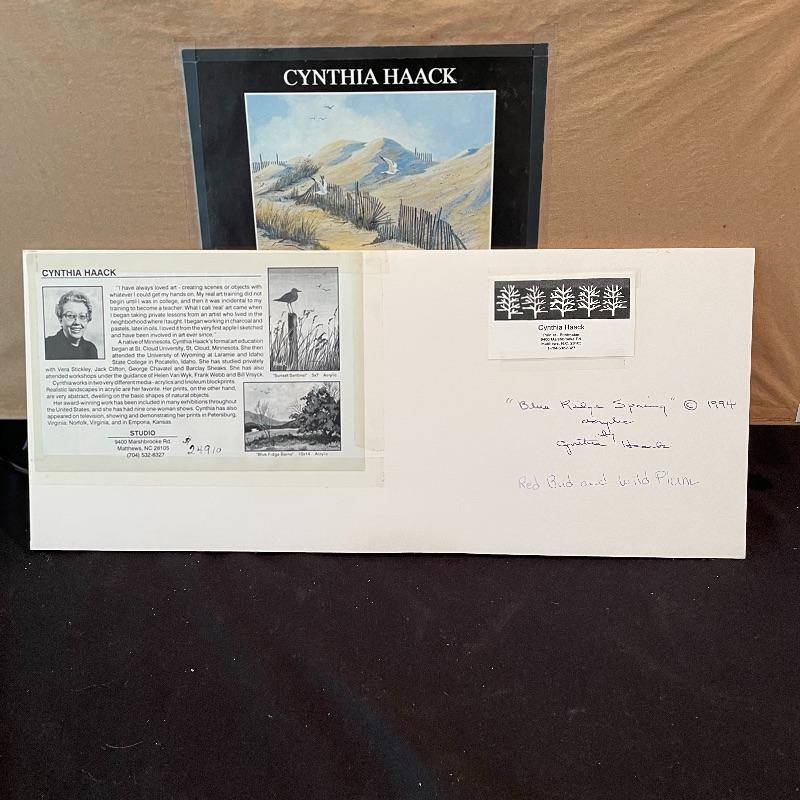 CYNTHIA HAACK
CYNTHIA HAACK
"I have always loved art - creating scenes or objects with
whatever I could get my hands on. My real art training did not
begin until I was in college, and then it was incidental to my
training to become a teacher. What I call 'real' art came when
I began taking private lessons from an artist who lived in the
neighborhood where I taught. I began working in charcoal and
pastels, later in oils. I loved it from the very first apple I sketched
and have been involved in art ever since."
A native of Minnesota, Cynthia Haack's formal art education
began at St. Cloud University, St. Cloud, Minnesota. She then
attended the University of Wyoming at Laramie and Idaho
State College in Pocatello, Idaho. She has studied privately
with Vera Stickley, Jack Clifton, George Chavatel and Barclay Sheaks. She has also
attended workshops under the guidance of Helen Van Wyk, Frank Webb and Bill Vrsyck.
Cynthia works in two very different media - acrylics and linoleum blockprints.
Realistic landscapes in acrylic are her favorite. Her prints, on the other hand,
are very abstract, dwelling on the basic shapes of natural objects.
Her award-winning work has been included in many exhibitions throughout
the United States, and she has had nine one-woman shows. Cynthia has also
appeared on television, showing and demonstrating her prints in Petersburg,
Virginia; Norfolk, Virginia, and in Emporia, Kansas.
STUDIO
9400 Marshbrooke Rd.
Matthews, NC 28105
(704) 532-8327
$
24910
"Sunset Sentinel" 5x7 Acrylic
"Blue Ridge Barns" 10x14 Acrylic
Cynthia Haack
Painter - Printmaker
9400 Marshbrooke Rd
Matthews, N.C. 28105
"Blue Ridge Spring" © 1994
acrylic
by
Cynthia Haack
Red Bud and Wild Plum